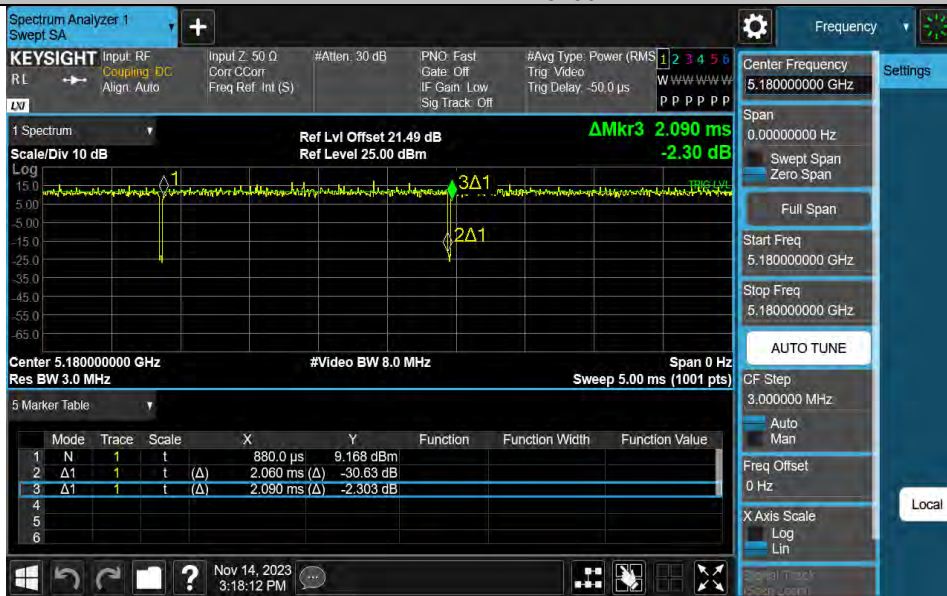 Spectrum Analyzer 1
Swept SA
+
Frequency
KEYSIGHT
RL
LXI
Input: RF
Coupling: DC
Align: Auto
Input Z: 50 Ω
Corr CCorr
Freq Ref: Int (S)
#Atten: 30 dB
PNO: Fast
Gate: Off
IF Gain: Low
Sig Track: Off
#Avg Type: Power (RMS
Trig: Video
Trig Delay: -50.0 µs
1 2 3 4 5 6
W W W W W W
P P P P P P
1 Spectrum
Scale/Div 10 dB
Ref Lvl Offset 21.49 dB
Ref Level 25.00 dBm
ΔMkr3 2.090 ms
-2.30 dB
Log
15.0
5.00
-5.00
-15.0
-25.0
-35.0
-45.0
-55.0
-65.0
1
3Δ1
2Δ1
TRIG LVL
Center 5.180000000 GHz
#Video BW 8.0 MHz
Span 0 Hz
Res BW 3.0 MHz
Sweep 5.00 ms (1001 pts)
5 Marker Table
Mode Trace Scale X Y Function Function Width Function Value
1 N 1 t 880.0 µs 9.168 dBm
2 Δ1 1 t (Δ) 2.060 ms (Δ) -30.63 dB
3 Δ1 1 t (Δ) 2.090 ms (Δ) -2.303 dB
4
5
6
?
Nov 14, 2023
3:18:12 PM
Center Frequency
5.180000000 GHz
Settings
Span
0.00000000 Hz
Swept Span
Zero Span
Full Span
Start Freq
5.180000000 GHz
Stop Freq
5.180000000 GHz
AUTO TUNE
CF Step
3.000000 MHz
Auto
Man
Freq Offset
0 Hz
X Axis Scale
Log
Lin
Local
Signal Track